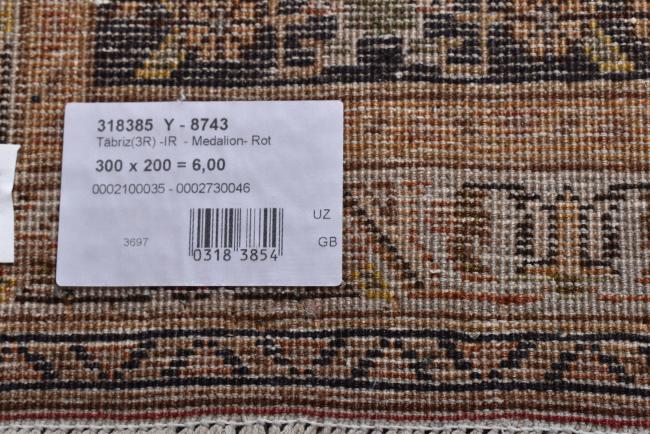 318385 Y - 8743
Täbriz(3R) -IR - Medalion- Rot
300 x 200 = 6,00
0002100035 - 0002730046
UZ
3697
GB
0318 3854